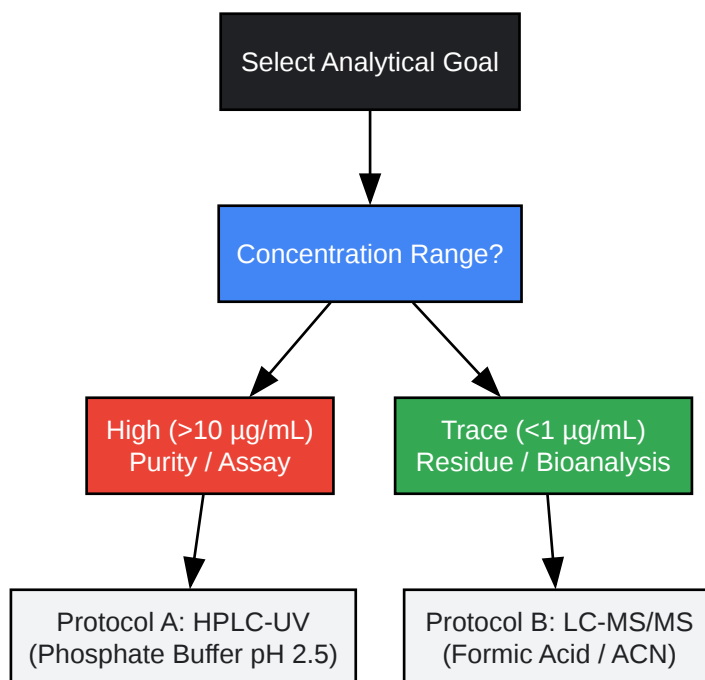 Select Analytical Goal
Concentration Range?
High (>10 µg/mL)
Purity / Assay
Trace (<1 µg/mL)
Residue / Bioanalysis
Protocol A: HPLC-UV
(Phosphate Buffer pH 2.5)
Protocol B: LC-MS/MS
(Formic Acid / ACN)